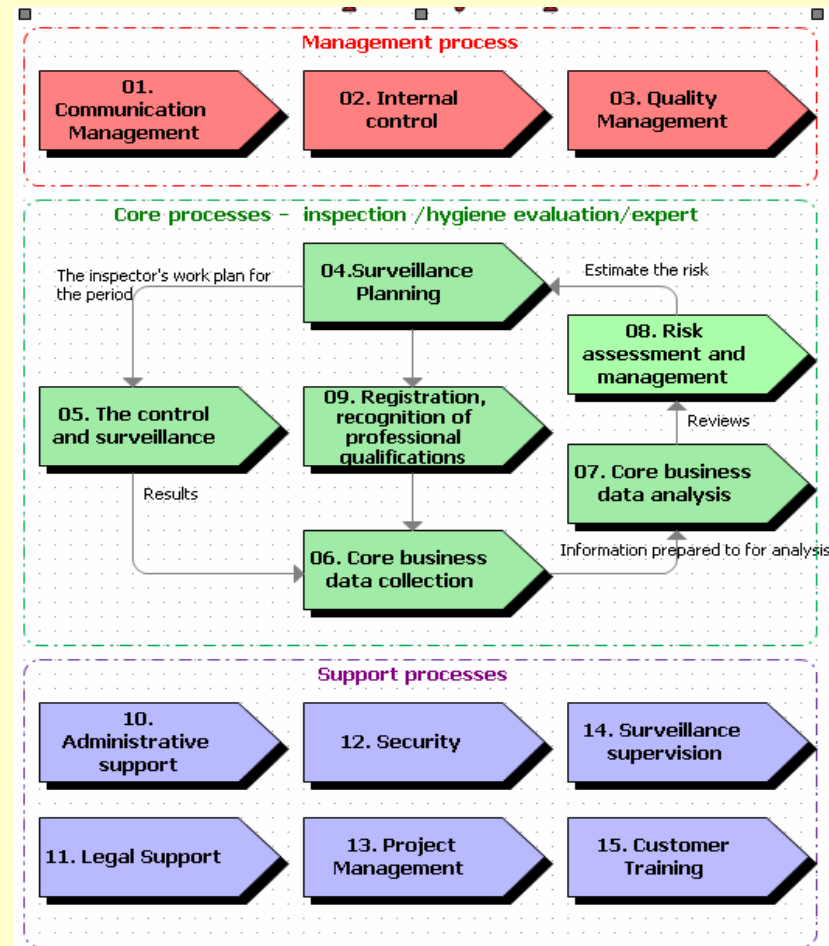 Management process
01.
Communication
Management
02. Internal
control
03. Quality
Management
Core processes - inspection /hygiene evaluation/expert
The inspector's work plan for
the period
04.Surveillance
Planning
Estimate the risk
08. Risk
assessment and
management
05. The control
and surveillance
09. Registration,
recognition of
professional
qualifications
Reviews
07. Core business
data analysis
Results
06. Core business
data collection
Information prepared to for analysis
Support processes
10.
Administrative
support
12. Security
14. Surveillance
supervision
11. Legal Support
13. Project
Management
15. Customer
Training